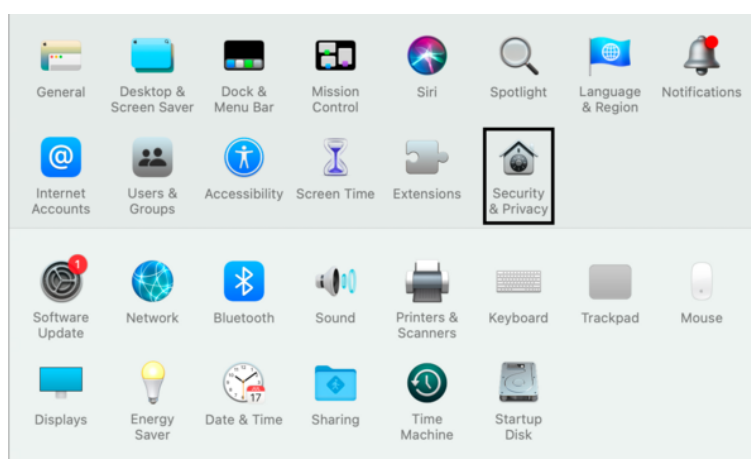 General
Desktop &
Screen Saver
Dock &
Menu Bar
Mission
Control
Siri
Spotlight
Language
& Region
Notifications
@
Internet
Accounts
Users &
Groups
Accessibility
Screen Time
Extensions
Security
& Privacy
1
Software
Update
Network
Bluetooth
Sound
Printers &
Scanners
Keyboard
Trackpad
Mouse
17
Displays
Energy
Saver
Date & Time
Sharing
Time
Machine
Startup
Disk